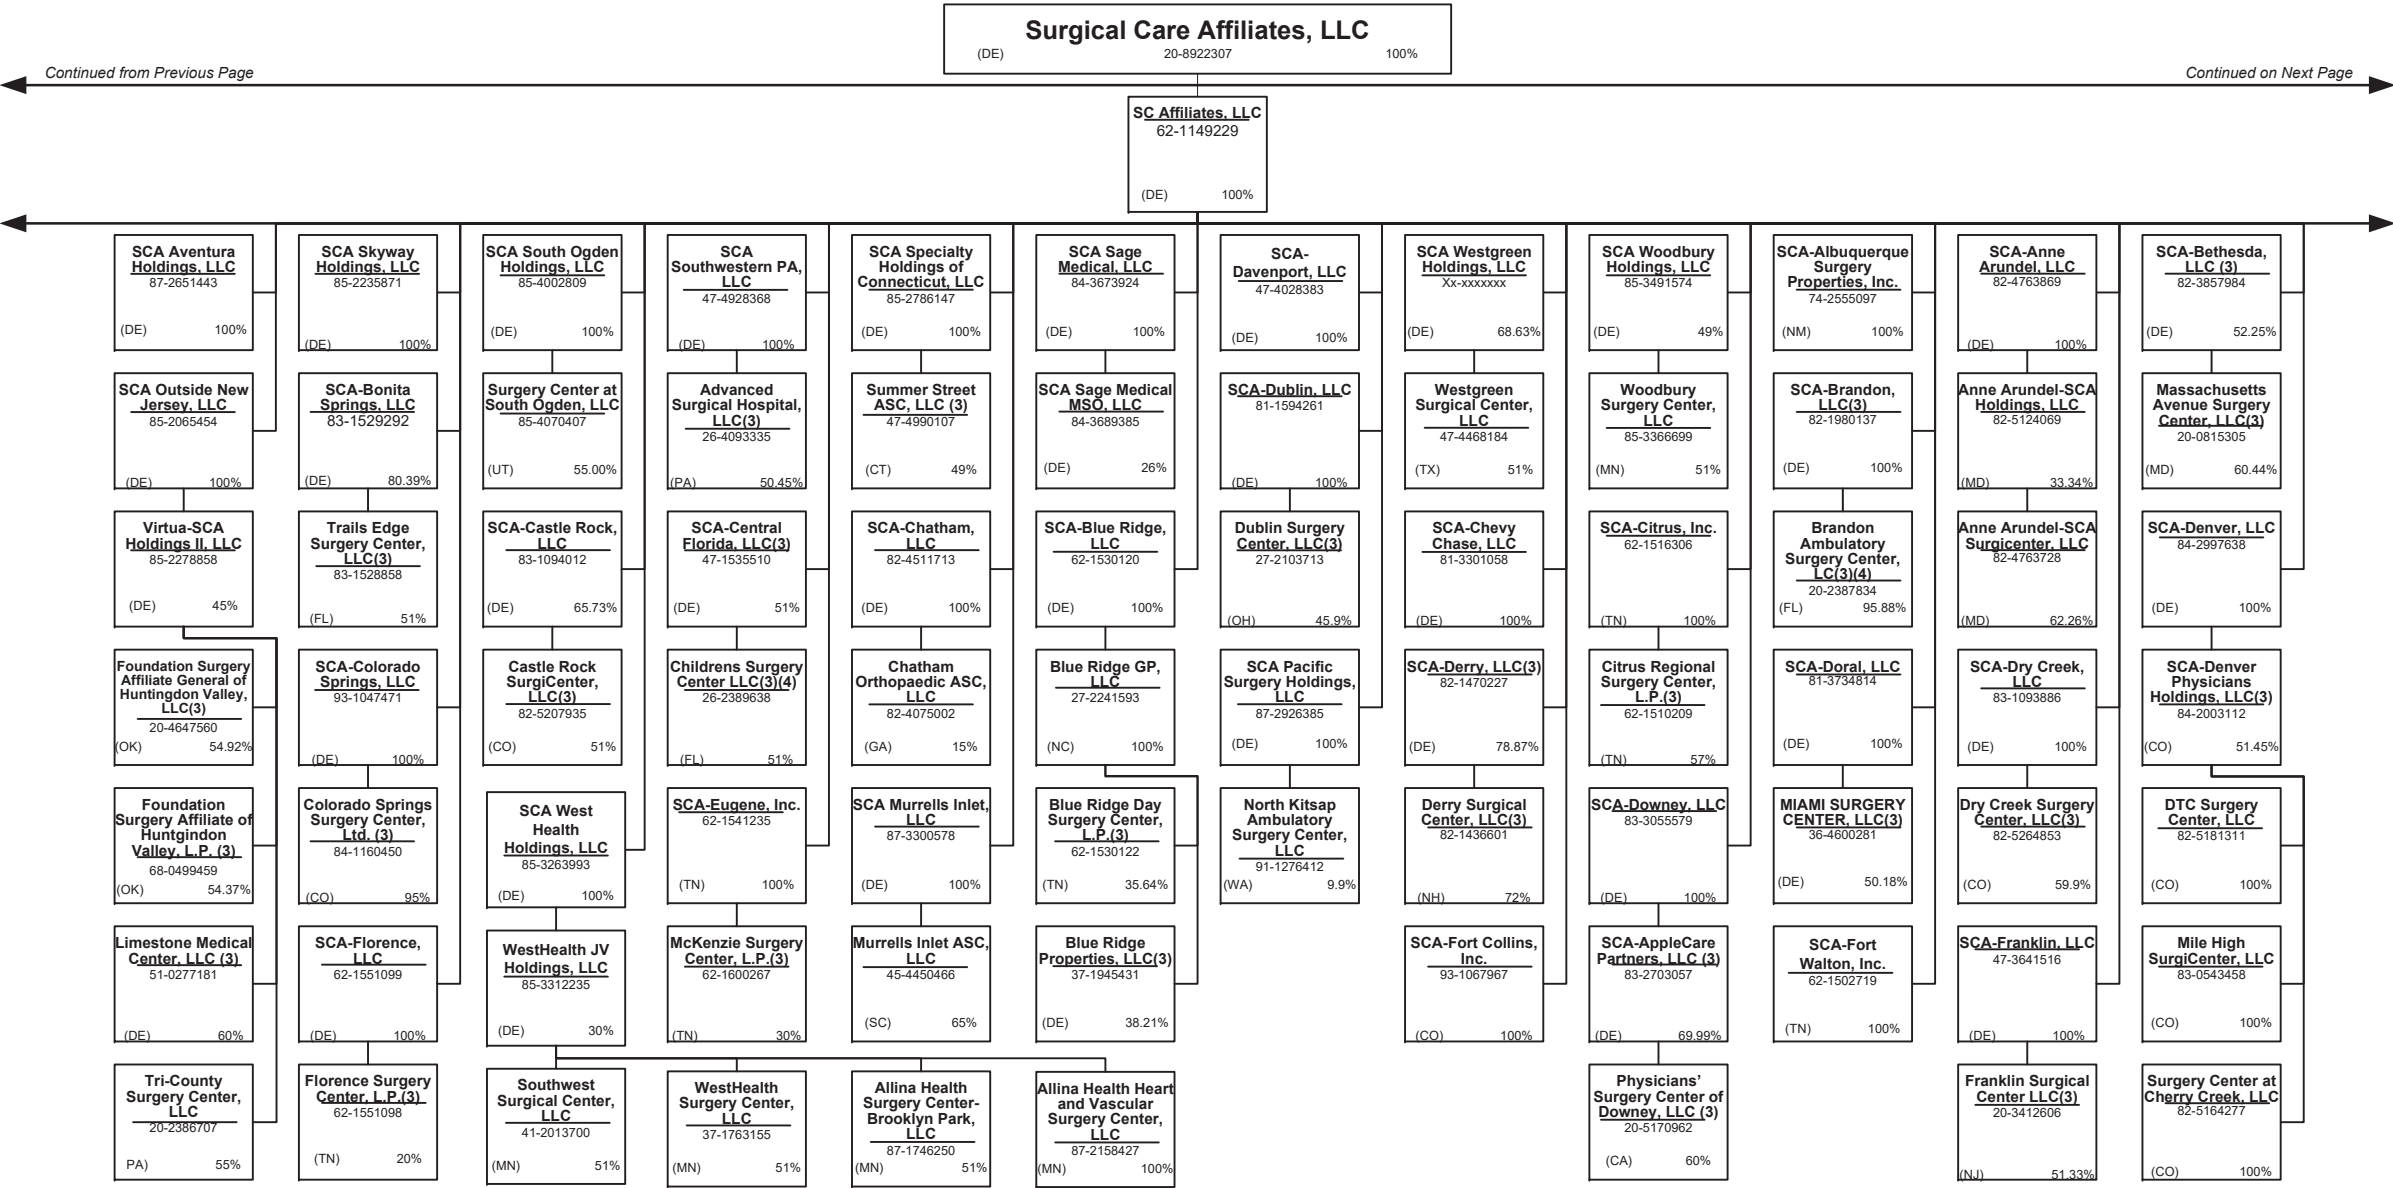 Surgical Care Affiliates, LLC
(DE) 20-8922307 100%
Continued from Previous Page
Continued on Next Page
SC Affiliates, LLC
62-1149229
(DE) 100%
SCA Aventura
Holdings, LLC
87-2651443
(DE) 100%
SCA Skyway
Holdings, LLC
85-2235871
(DE) 100%
SCA South Ogden
Holdings, LLC
85-4002809
(DE) 100%
SCA
Southwestern PA,
LLC
47-4928368
(DE) 100%
SCA Specialty
Holdings of
Connecticut, LLC
85-2786147
(DE) 100%
SCA Sage
Medical, LLC
84-3673924
(DE) 100%
SCA-
Davenport, LLC
47-4028383
(DE) 100%
SCA Westgreen
Holdings, LLC
Xx-xxxxxxx
(DE) 68.63%
SCA Woodbury
Holdings, LLC
85-3491574
(DE) 49%
SCA-Albuquerque
Surgery
Properties, Inc.
74-2555097
(NM) 100%
SCA-Anne
Arundel, LLC
82-4763869
(DE) 100%
SCA-Bethesda,
LLC (3)
82-3857984
(DE) 52.25%
SCA Outside New
Jersey, LLC
85-2065454
(DE) 100%
SCA-Bonita
Springs, LLC
83-1529292
(DE) 80.39%
Surgery Center at
South Ogden, LLC
85-4070407
(UT) 55.00%
Advanced
Surgical Hospital,
LLC(3)
26-4093335
(PA) 50.45%
Summer Street
ASC, LLC (3)
47-4990107
(CT) 49%
SCA Sage Medical
MSO, LLC
84-3689385
(DE) 26%
SCA-Dublin, LLC
81-1594261
(DE) 100%
Westgreen
Surgical Center,
LLC
47-4468184
(TX) 51%
Woodbury
Surgery Center,
LLC
85-3366699
(MN) 51%
SCA-Brandon,
LLC(3)
82-1980137
(DE) 100%
Anne Arundel-SCA
Holdings, LLC
82-5124069
(MD) 33.34%
Massachusetts
Avenue Surgery
Center, LLC(3)
20-0815305
(MD) 60.44%
Virtua-SCA
Holdings II, LLC
85-2278858
(DE) 45%
Trails Edge
Surgery Center,
LLC(3)
83-1528858
(FL) 51%
SCA-Castle Rock,
LLC
83-1094012
(DE) 65.73%
SCA-Central
Florida, LLC(3)
47-1535510
(DE) 51%
SCA-Chatham,
LLC
82-4511713
(DE) 100%
SCA-Blue Ridge,
LLC
62-1530120
(DE) 100%
Dublin Surgery
Center, LLC(3)
27-2103713
(OH) 45.9%
SCA-Chevy
Chase, LLC
81-3301058
(DE) 100%
SCA-Citrus, Inc.
62-1516306
(TN) 100%
Brandon
Ambulatory
Surgery Center,
LC(3)(4)
20-2387834
(FL) 95.88%
Anne Arundel-SCA
Surgicenter, LLC
82-4763728
(MD) 62.26%
SCA-Denver, LLC
84-2997638
(DE) 100%
Foundation Surgery
Affiliate General of
Huntingdon Valley,
LLC(3)
20-4647560
(OK) 54.92%
SCA-Colorado
Springs, LLC
93-1047471
(DE) 100%
Castle Rock
SurgiCenter,
LLC(3)
82-5207935
(CO) 51%
Childrens Surgery
Center LLC(3)(4)
26-2389638
(FL) 51%
Chatham
Orthopaedic ASC,
LLC
82-4075002
(GA) 15%
Blue Ridge GP,
LLC
27-2241593
(NC) 100%
SCA Pacific
Surgery Holdings,
LLC
87-2926385
(DE) 100%
SCA-Derry, LLC(3)
82-1470227
(DE) 78.87%
Citrus Regional
Surgery Center,
L.P.(3)
62-1510209
(TN) 57%
SCA-Doral, LLC
81-3734814
(DE) 100%
SCA-Dry Creek,
LLC
83-1093886
(DE) 100%
SCA-Denver
Physicians
Holdings, LLC(3)
84-2003112
(CO) 51.45%
Foundation
Surgery Affiliate of
Huntgindon
Valley, L.P. (3)
68-0499459
(OK) 54.37%
Colorado Springs
Surgery Center,
Ltd. (3)
84-1160450
(CO) 95%
SCA West
Health
Holdings, LLC
85-3263993
(DE) 100%
SCA-Eugene, Inc.
62-1541235
(TN) 100%
SCA Murrells Inlet,
LLC
87-3300578
(DE) 100%
Blue Ridge Day
Surgery Center,
L.P.(3)
62-1530122
(TN) 35.64%
North Kitsap
Ambulatory
Surgery Center,
LLC
91-1276412
(WA) 9.9%
Derry Surgical
Center, LLC(3)
82-1436601
(NH) 72%
SCA-Downey, LLC
83-3055579
(DE) 100%
MIAMI SURGERY
CENTER, LLC(3)
36-4600281
(DE) 50.18%
Dry Creek Surgery
Center, LLC(3)
82-5264853
(CO) 59.9%
DTC Surgery
Center, LLC
82-5181311
(CO) 100%
Limestone Medical
Center, LLC (3)
51-0277181
(DE) 60%
SCA-Florence,
LLC
62-1551099
(DE) 100%
WestHealth JV
Holdings, LLC
85-3312235
(DE) 30%
McKenzie Surgery
Center, L.P.(3)
62-1600267
(TN) 30%
Murrells Inlet ASC,
LLC
45-4450466
(SC) 65%
Blue Ridge
Properties, LLC(3)
37-1945431
(DE) 38.21%
SCA-Fort Collins,
Inc.
93-1067967
(CO) 100%
SCA-AppleCare
Partners, LLC (3)
83-2703057
(DE) 69.99%
SCA-Fort
Walton, Inc.
62-1502719
(TN) 100%
SCA-Franklin, LLC
47-3641516
(DE) 100%
Mile High
SurgiCenter, LLC
83-0543458
(CO) 100%
Tri-County
Surgery Center,
LLC
20-2386707
PA) 55%
Florence Surgery
Center, L.P.(3)
62-1551098
(TN) 20%
Southwest
Surgical Center,
LLC
41-2013700
(MN) 51%
WestHealth
Surgery Center,
LLC
37-1763155
(MN) 51%
Allina Health
Surgery Center-
Brooklyn Park,
LLC
87-1746250
(MN) 51%
Allina Health Heart
and Vascular
Surgery Center,
LLC
87-2158427
(MN) 100%
Physicians’
Surgery Center of
Downey, LLC (3)
20-5170962
(CA) 60%
Franklin Surgical
Center LLC(3)
20-3412606
(NJ) 51.33%
Surgery Center at
Cherry Creek, LLC
82-5164277
(CO) 100%